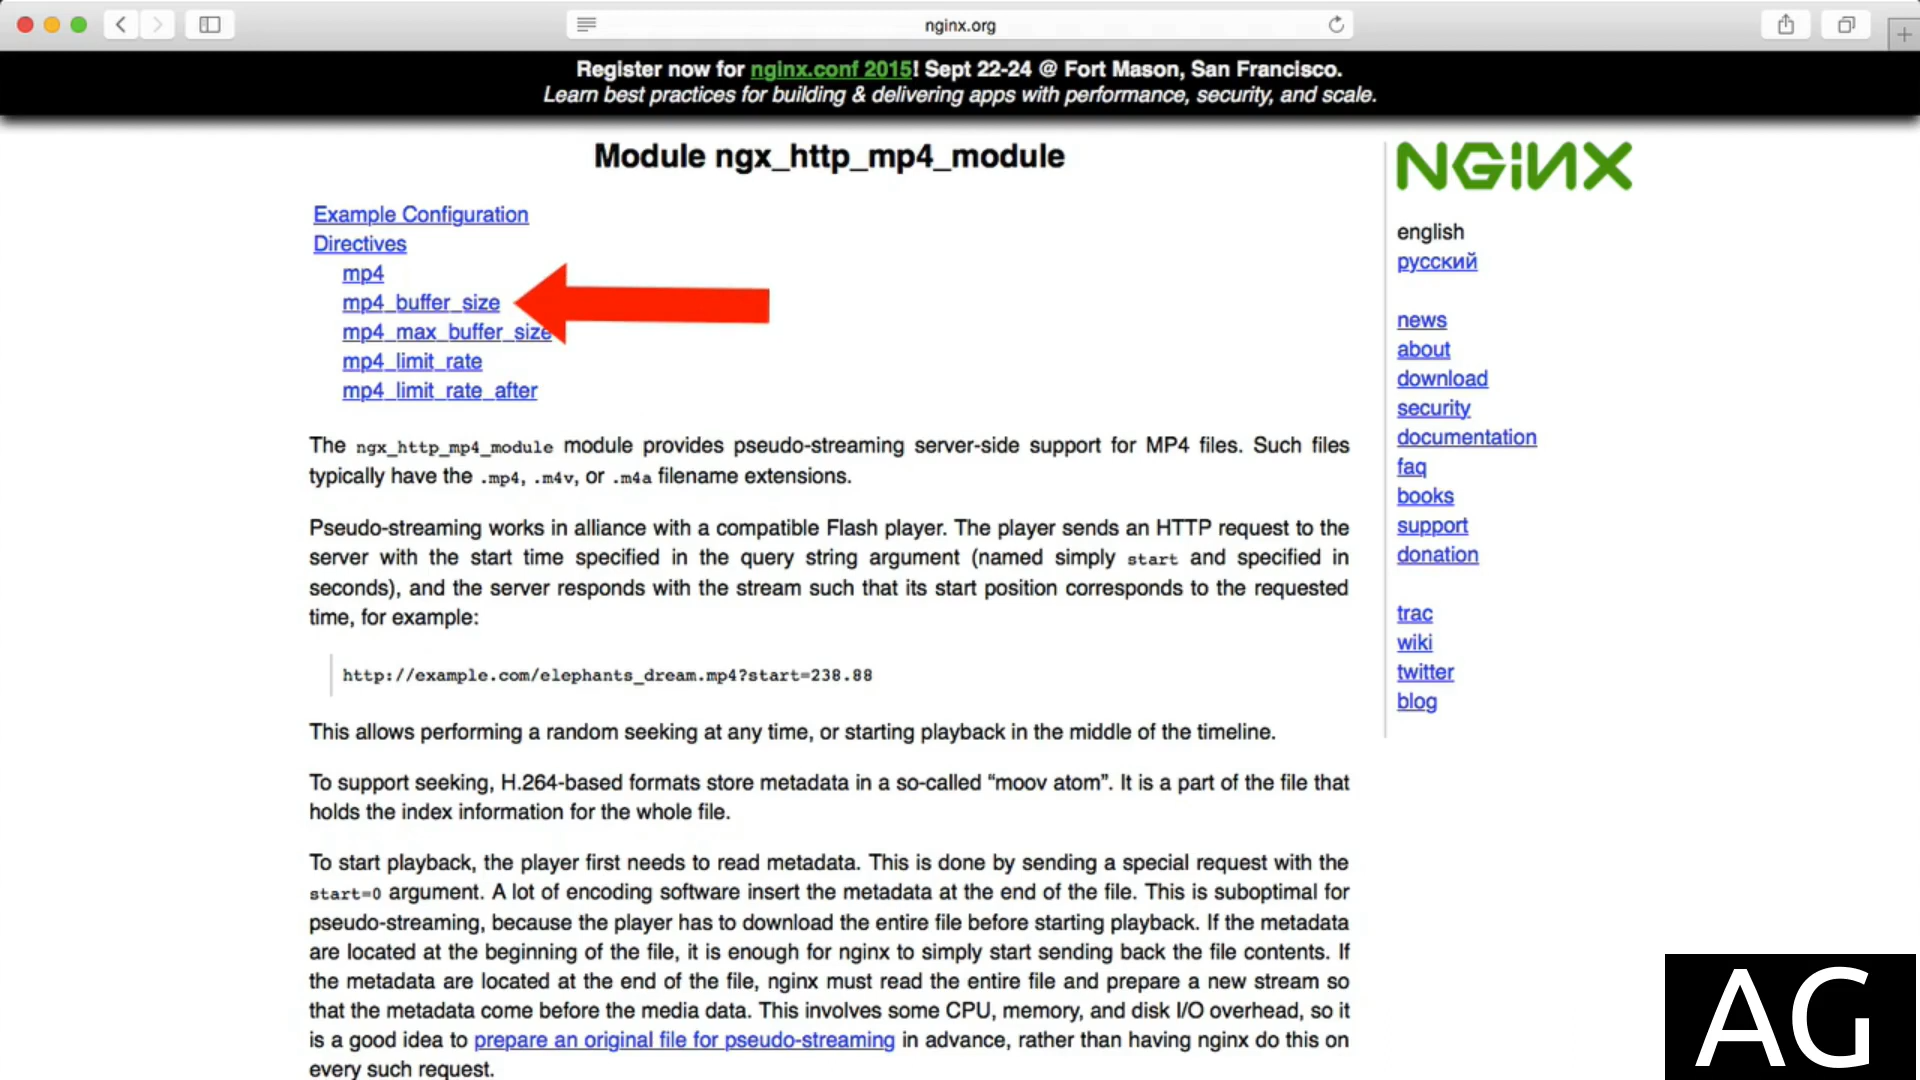 nginx.org
Register now for nginx.conf 2015! Sept 22-24 @ Fort Mason, San Francisco.
Learn best practices for building & delivering apps with performance, security, and scale.
Module ngx_http_mp4_module
Example Configuration
Directives
mp4
mp4_buffer_size
mp4_max_buffer_size
mp4_limit_rate
mp4_limit_rate_after
The ngx_http_mp4_module module provides pseudo-streaming server-side support for MP4 files. Such files
typically have the .mp4, .m4v, or .m4a filename extensions.
Pseudo-streaming works in alliance with a compatible Flash player. The player sends an HTTP request to the
server with the start time specified in the query string argument (named simply start and specified in
seconds), and the server responds with the stream such that its start position corresponds to the requested
time, for example:
http://example.com/elephants_dream.mp4?start=238.88
This allows performing a random seeking at any time, or starting playback in the middle of the timeline.
To support seeking, H.264-based formats store metadata in a so-called “moov atom”. It is a part of the file that
holds the index information for the whole file.
To start playback, the player first needs to read metadata. This is done by sending a special request with the
start=0 argument. A lot of encoding software insert the metadata at the end of the file. This is suboptimal for
pseudo-streaming, because the player has to download the entire file before starting playback. If the metadata
are located at the beginning of the file, it is enough for nginx to simply start sending back the file contents. If
the metadata are located at the end of the file, nginx must read the entire file and prepare a new stream so
that the metadata come before the media data. This involves some CPU, memory, and disk I/O overhead, so it
is a good idea to prepare an original file for pseudo-streaming in advance, rather than having nginx do this on
every such request.
NGINX
english
русский
news
about
download
security
documentation
faq
books
support
donation
trac
wiki
twitter
blog
AG